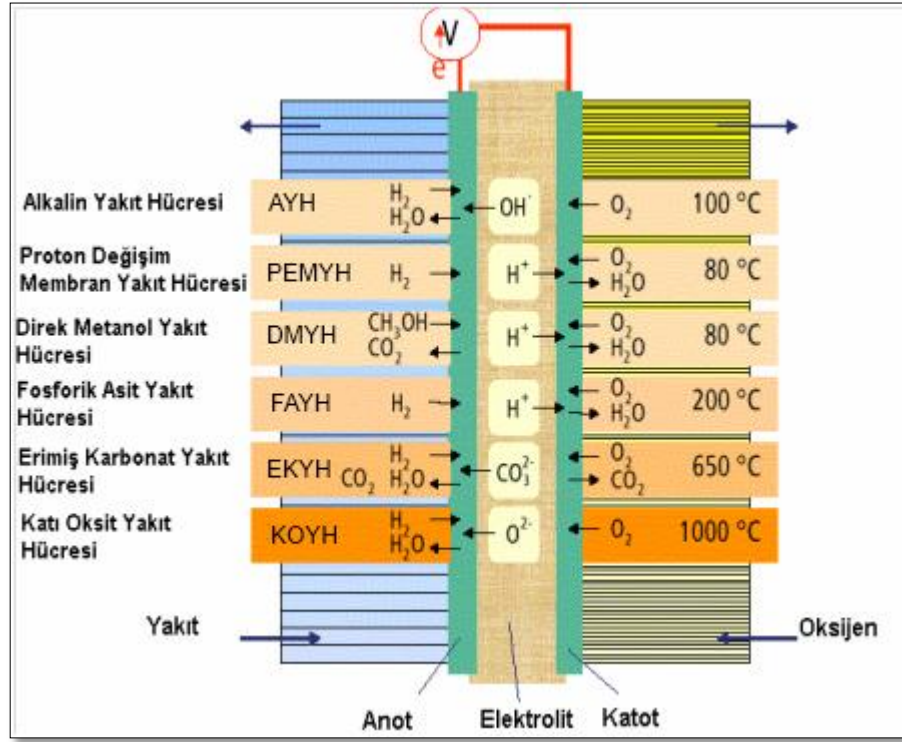 V
e
Alkalin Yakıt Hücresi
AYH
H₂
H₂O
OH⁻
O₂
100 °C
Proton Değişim
Membran Yakıt Hücresi
PEMYH
H₂
H⁺
O₂
H₂O
80 °C
Direk Metanol Yakıt
Hücresi
DMYH
CH₃OH
CO₂
H⁺
O₂
H₂O
80 °C
Fosforik Asit Yakıt
Hücresi
FAYH
H₂
H⁺
O₂
H₂O
200 °C
Erimiş Karbonat Yakıt
Hücresi
EKYH
H₂
CO₂ H₂O
CO₃²⁻
O₂
CO₂
650 °C
Katı Oksit Yakıt
Hücresi
KOYH
H₂
H₂O
O²⁻
O₂
1000 °C
Yakıt
Oksijen
Anot
Elektrolit
Katot